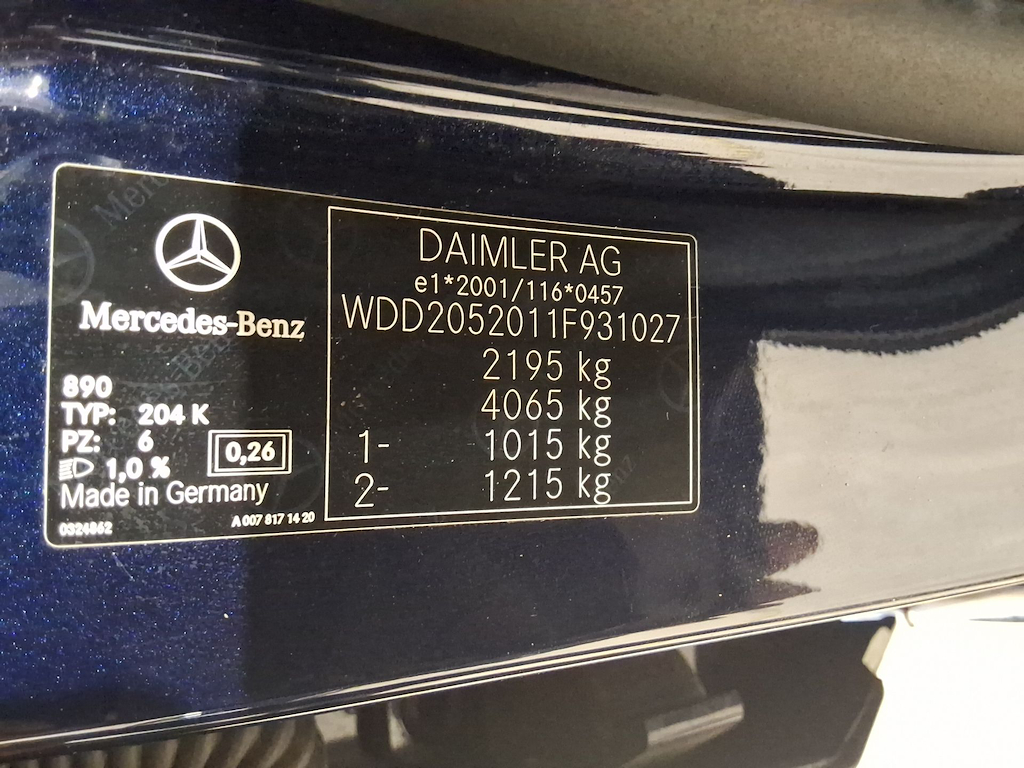 Mercedes-Benz
890
TYP: 204 K
PZ: 6
0,26
1,0 %
Made in Germany
0324862
A 007 817 14 20
DAIMLER AG
e1*2001/116*0457
WDD2052011F931027
2195 kg
4065 kg
1- 1015 kg
2- 1215 kg